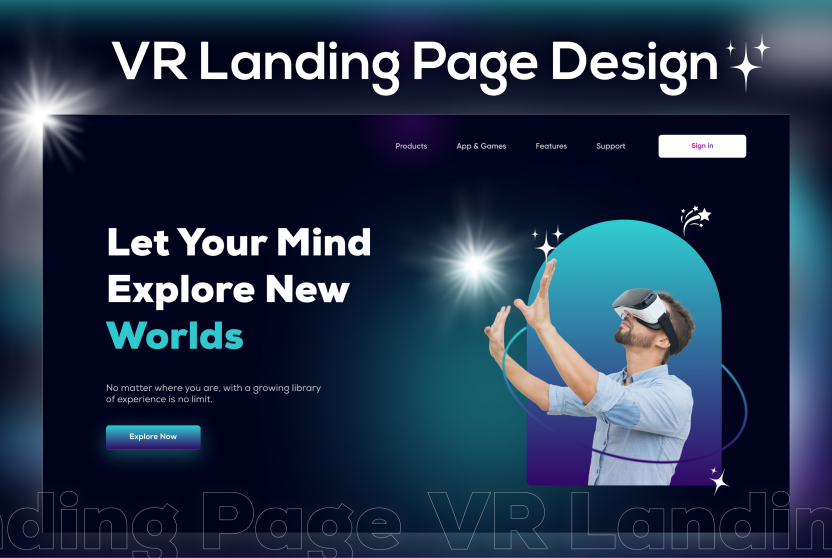 VR Landing Page Design
Products App & Games Features Support Sign in
Let Your Mind
Explore New
Worlds
No matter where you are, with a growing library
of experience is no limit.
Explore Now
nding Page VR Landin